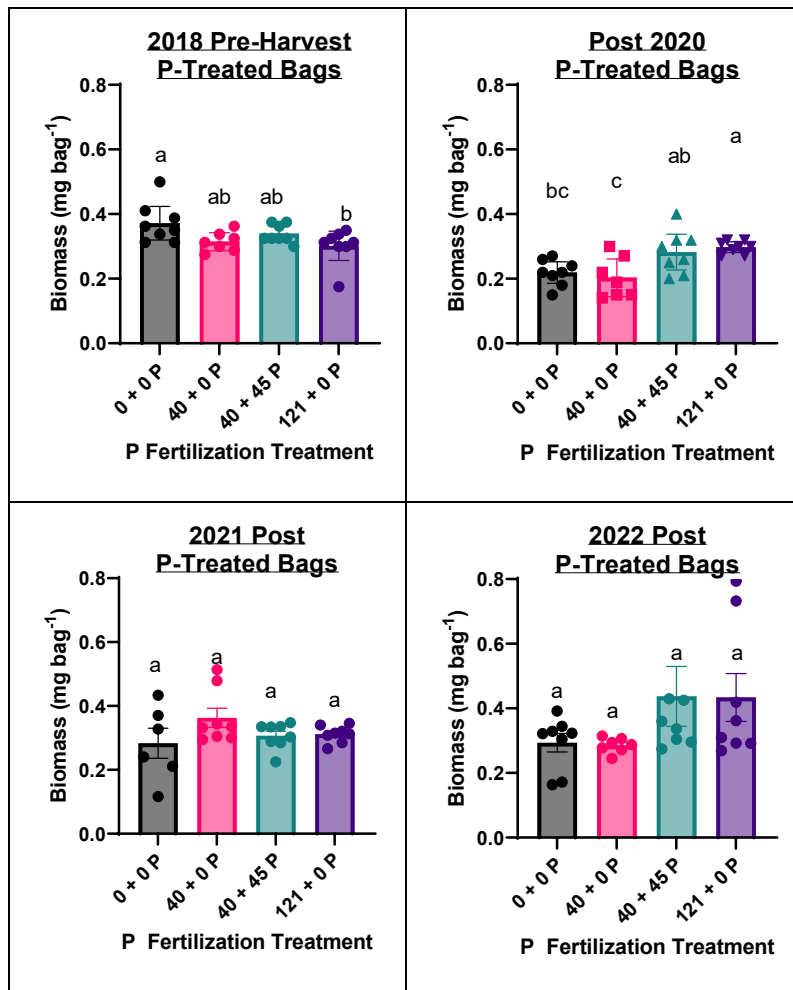 2018 Pre-Harvest
P-Treated Bags
Biomass (mg bag⁻¹)
0.8
0.6
0.4
0.2
0.0
a
ab
ab
b
0 + 0 P
40 + 0 P
40 + 45 P
121 + 0 P
P Fertilization Treatment
Post 2020
P-Treated Bags
Biomass (mg bag⁻¹)
0.8
0.6
0.4
0.2
0.0
bc
c
ab
a
0 + 0 P
40 + 0 P
40 + 45 P
121 + 0 P
P Fertilization Treatment
2021 Post
P-Treated Bags
Biomass (mg bag⁻¹)
0.8
0.6
0.4
0.2
0.0
a
a
a
a
0 + 0 P
40 + 0 P
40 + 45 P
121 + 0 P
P Fertilization Treatment
2022 Post
P-Treated Bags
Biomass (mg bag⁻¹)
0.8
0.6
0.4
0.2
0.0
a
a
a
a
0 + 0 P
40 + 0 P
40 + 45 P
121 + 0 P
P Fertilization Treatment